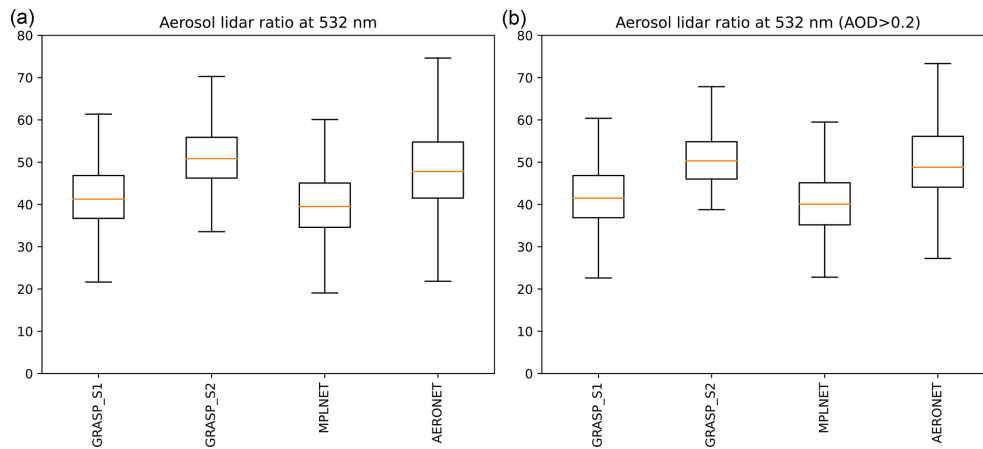 (a)
Aerosol lidar ratio at 532 nm
80
70
60
50
40
30
20
10
0
GRASP_S1
GRASP_S2
MPLNET
AERONET
(b)
Aerosol lidar ratio at 532 nm (AOD>0.2)
80
70
60
50
40
30
20
10
0
GRASP_S1
GRASP_S2
MPLNET
AERONET